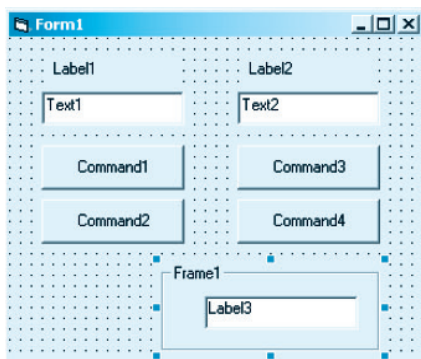 Form1
Label1 Label2
Text1 Text2
Command1 Command3
Command2 Command4
Frame1
Label3